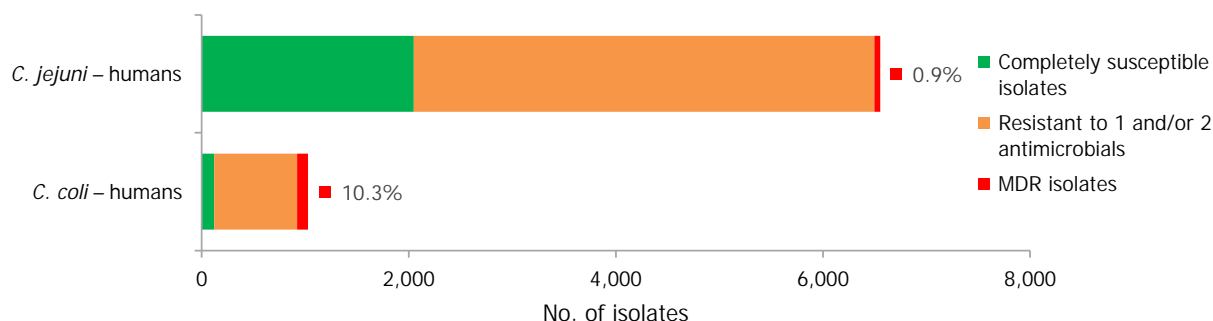 C. jejuni – humans
0.9%
C. coli – humans
10.3%
Completely susceptible
isolates
Resistant to 1 and/or 2
antimicrobials
MDR isolates
0 2,000 4,000 6,000 8,000
No. of isolates